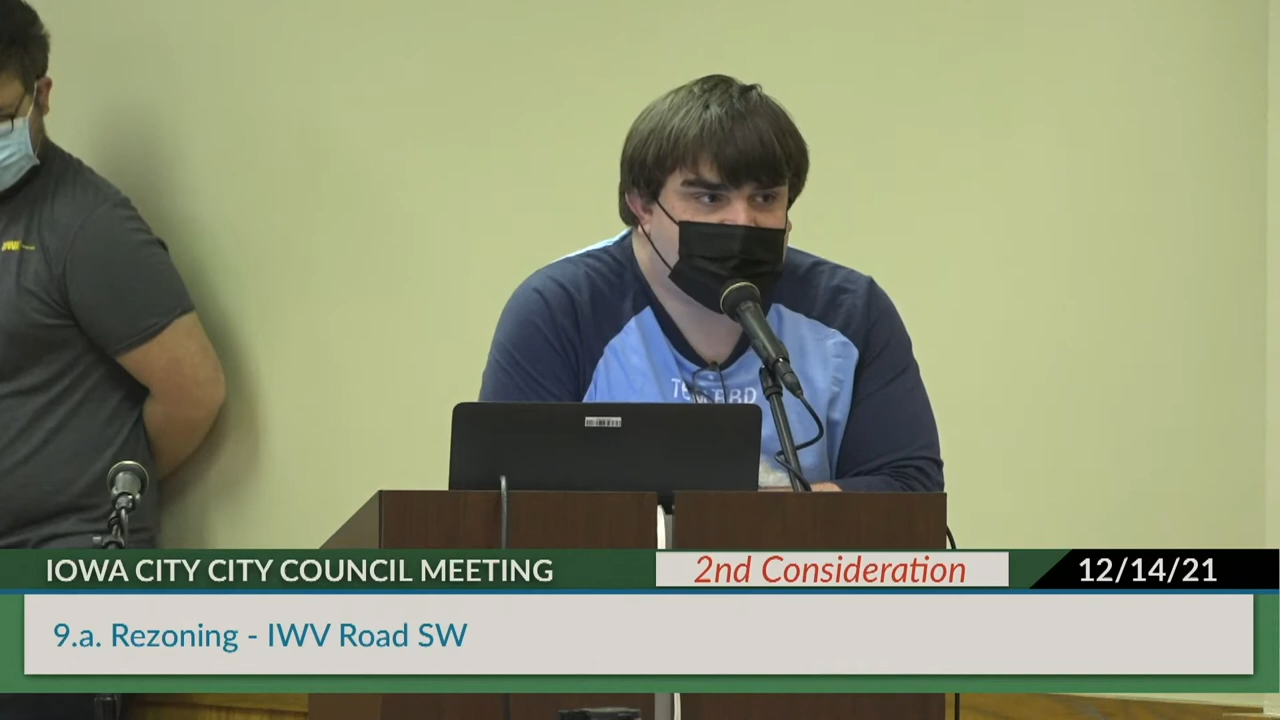 IOWA CITY CITY COUNCIL MEETING
2nd Consideration
12/14/21
9.a. Rezoning - IWV Road SW